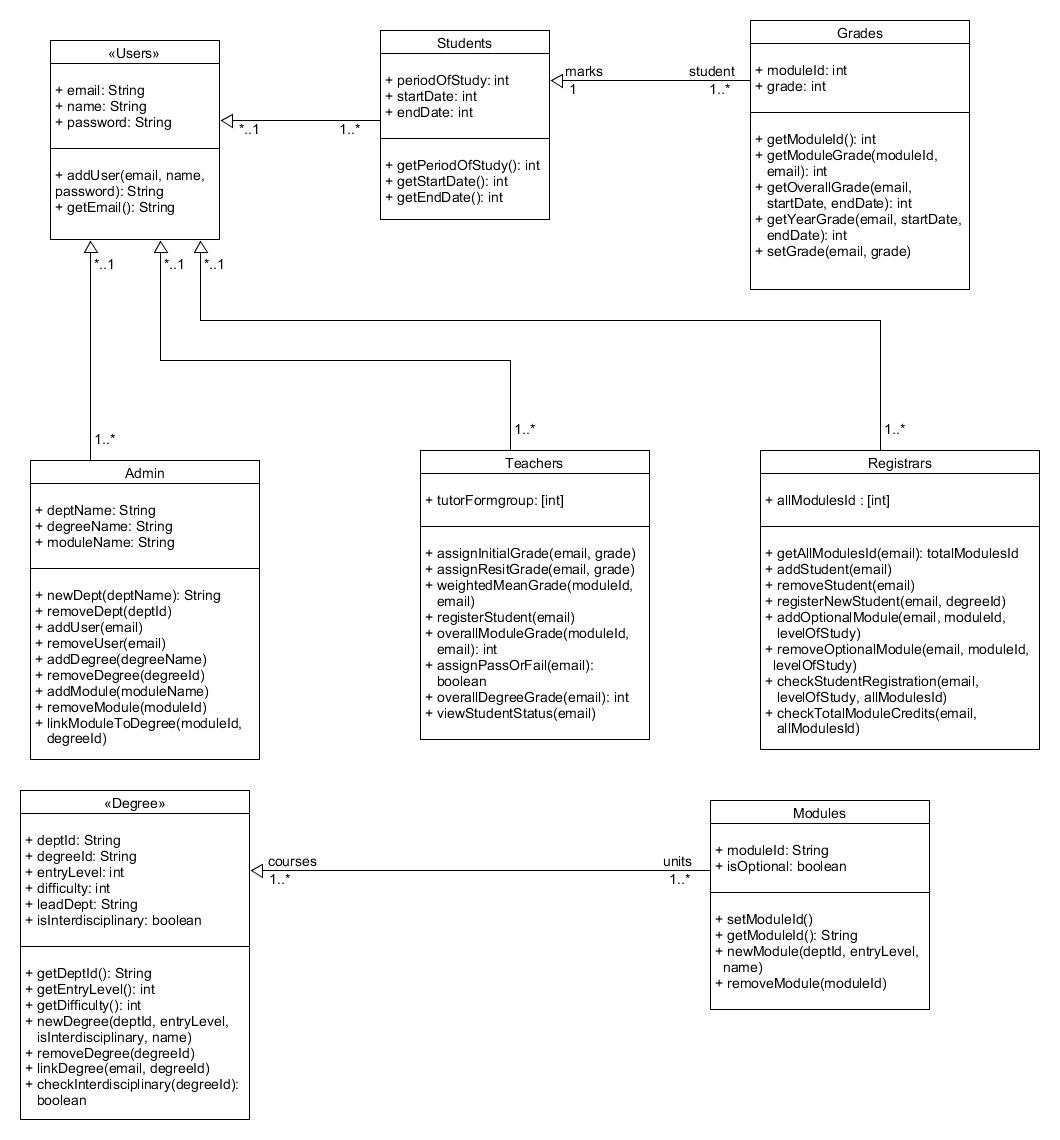 «Users»
+ email: String
+ name: String
+ password: String
+ addUser(email, name,
password): String
+ getEmail(): String
*..1
1..*
Students
+ periodOfStudy: int
+ startDate: int
+ endDate: int
+ getPeriodOfStudy(): int
+ getStartDate(): int
+ getEndDate(): int
marks
1
student
1..*
Grades
+ moduleId: int
+ grade: int
+ getModuleId(): int
+ getModuleGrade(moduleId,
email): int
+ getOverallGrade(email,
startDate, endDate): int
+ getYearGrade(email, startDate,
endDate): int
+ setGrade(email, grade)
*..1
*..1
*..1
1..*
1..*
1..*
Admin
+ deptName: String
+ degreeName: String
+ moduleName: String
+ newDept(deptName): String
+ removeDept(deptId)
+ addUser(email)
+ removeUser(email)
+ addDegree(degreeName)
+ removeDegree(degreeId)
+ addModule(moduleName)
+ removeModule(moduleId)
+ linkModuleToDegree(moduleId,
degreeId)
Teachers
+ tutorFormgroup: [int]
+ assignInitialGrade(email, grade)
+ assignResitGrade(email, grade)
+ weightedMeanGrade(moduleId,
email)
+ registerStudent(email)
+ overallModuleGrade(moduleId,
email): int
+ assignPassOrFail(email):
boolean
+ overallDegreeGrade(email): int
+ viewStudentStatus(email)
Registrars
+ allModulesId : [int]
+ getAllModulesId(email): totalModulesId
+ addStudent(email)
+ removeStudent(email)
+ registerNewStudent(email, degreeId)
+ addOptionalModule(email, moduleId,
levelOfStudy)
+ removeOptionalModule(email, moduleId,
levelOfStudy)
+ checkStudentRegistration(email,
levelOfStudy, allModulesId)
+ checkTotalModuleCredits(email,
allModulesId)
«Degree»
+ deptId: String
+ degreeId: String
+ entryLevel: int
+ difficulty: int
+ leadDept: String
+ isInterdisciplinary: boolean
+ getDeptId(): String
+ getEntryLevel(): int
+ getDifficulty(): int
+ newDegree(deptId, entryLevel,
isInterdisciplinary, name)
+ removeDegree(degreeId)
+ linkDegree(email, degreeId)
+ checkInterdisciplinary(degreeId):
boolean
courses
1..*
units
1..*
Modules
+ moduleId: String
+ isOptional: boolean
+ setModuleId()
+ getModuleId(): String
+ newModule(deptId, entryLevel,
name)
+ removeModule(moduleId)